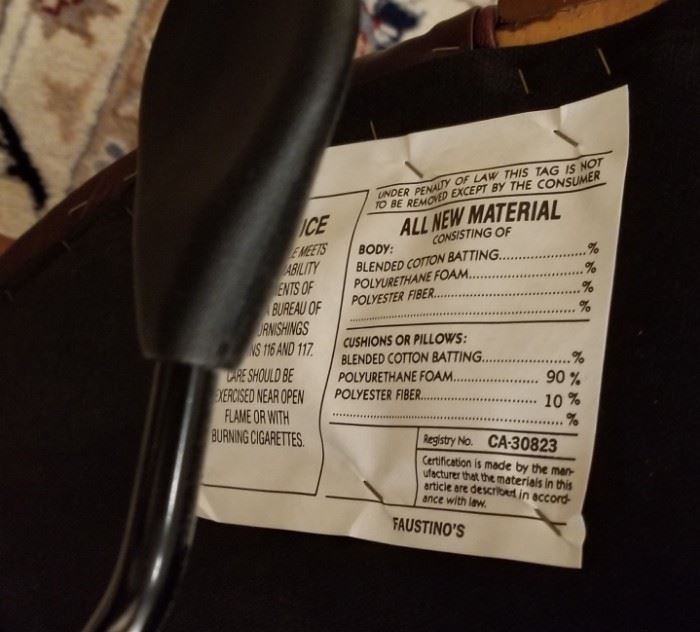 E MEETS
ENTS OF
BUREAU OF
116 AND 117.
CARE SHOULD BE
EXERCISED NEAR OPEN
FLAME OR WITH
BURNING CIGARETTES.
UNDER PENALTY OF LAW THIS TAG IS NOT
TO BE REMOVED EXCEPT BY THE CONSUMER
ALL NEW MATERIAL
CONSISTING OF
BODY:
BLENDED COTTON BATTING..................%
POLYURETHANE FOAM........................%
POLYESTER FIBER..............................%
..................................................%
CUSHIONS OR PILLOWS:
BLENDED COTTON BATTING..................%
POLYURETHANE FOAM.................. 90 %
POLYESTER FIBER........................ 10 %
..................................................%
Registry No. CA-30823
Certification is made by the man-
ufacturer that the materials in this
article are described in accord-
ance with law.
FAUSTINO'S